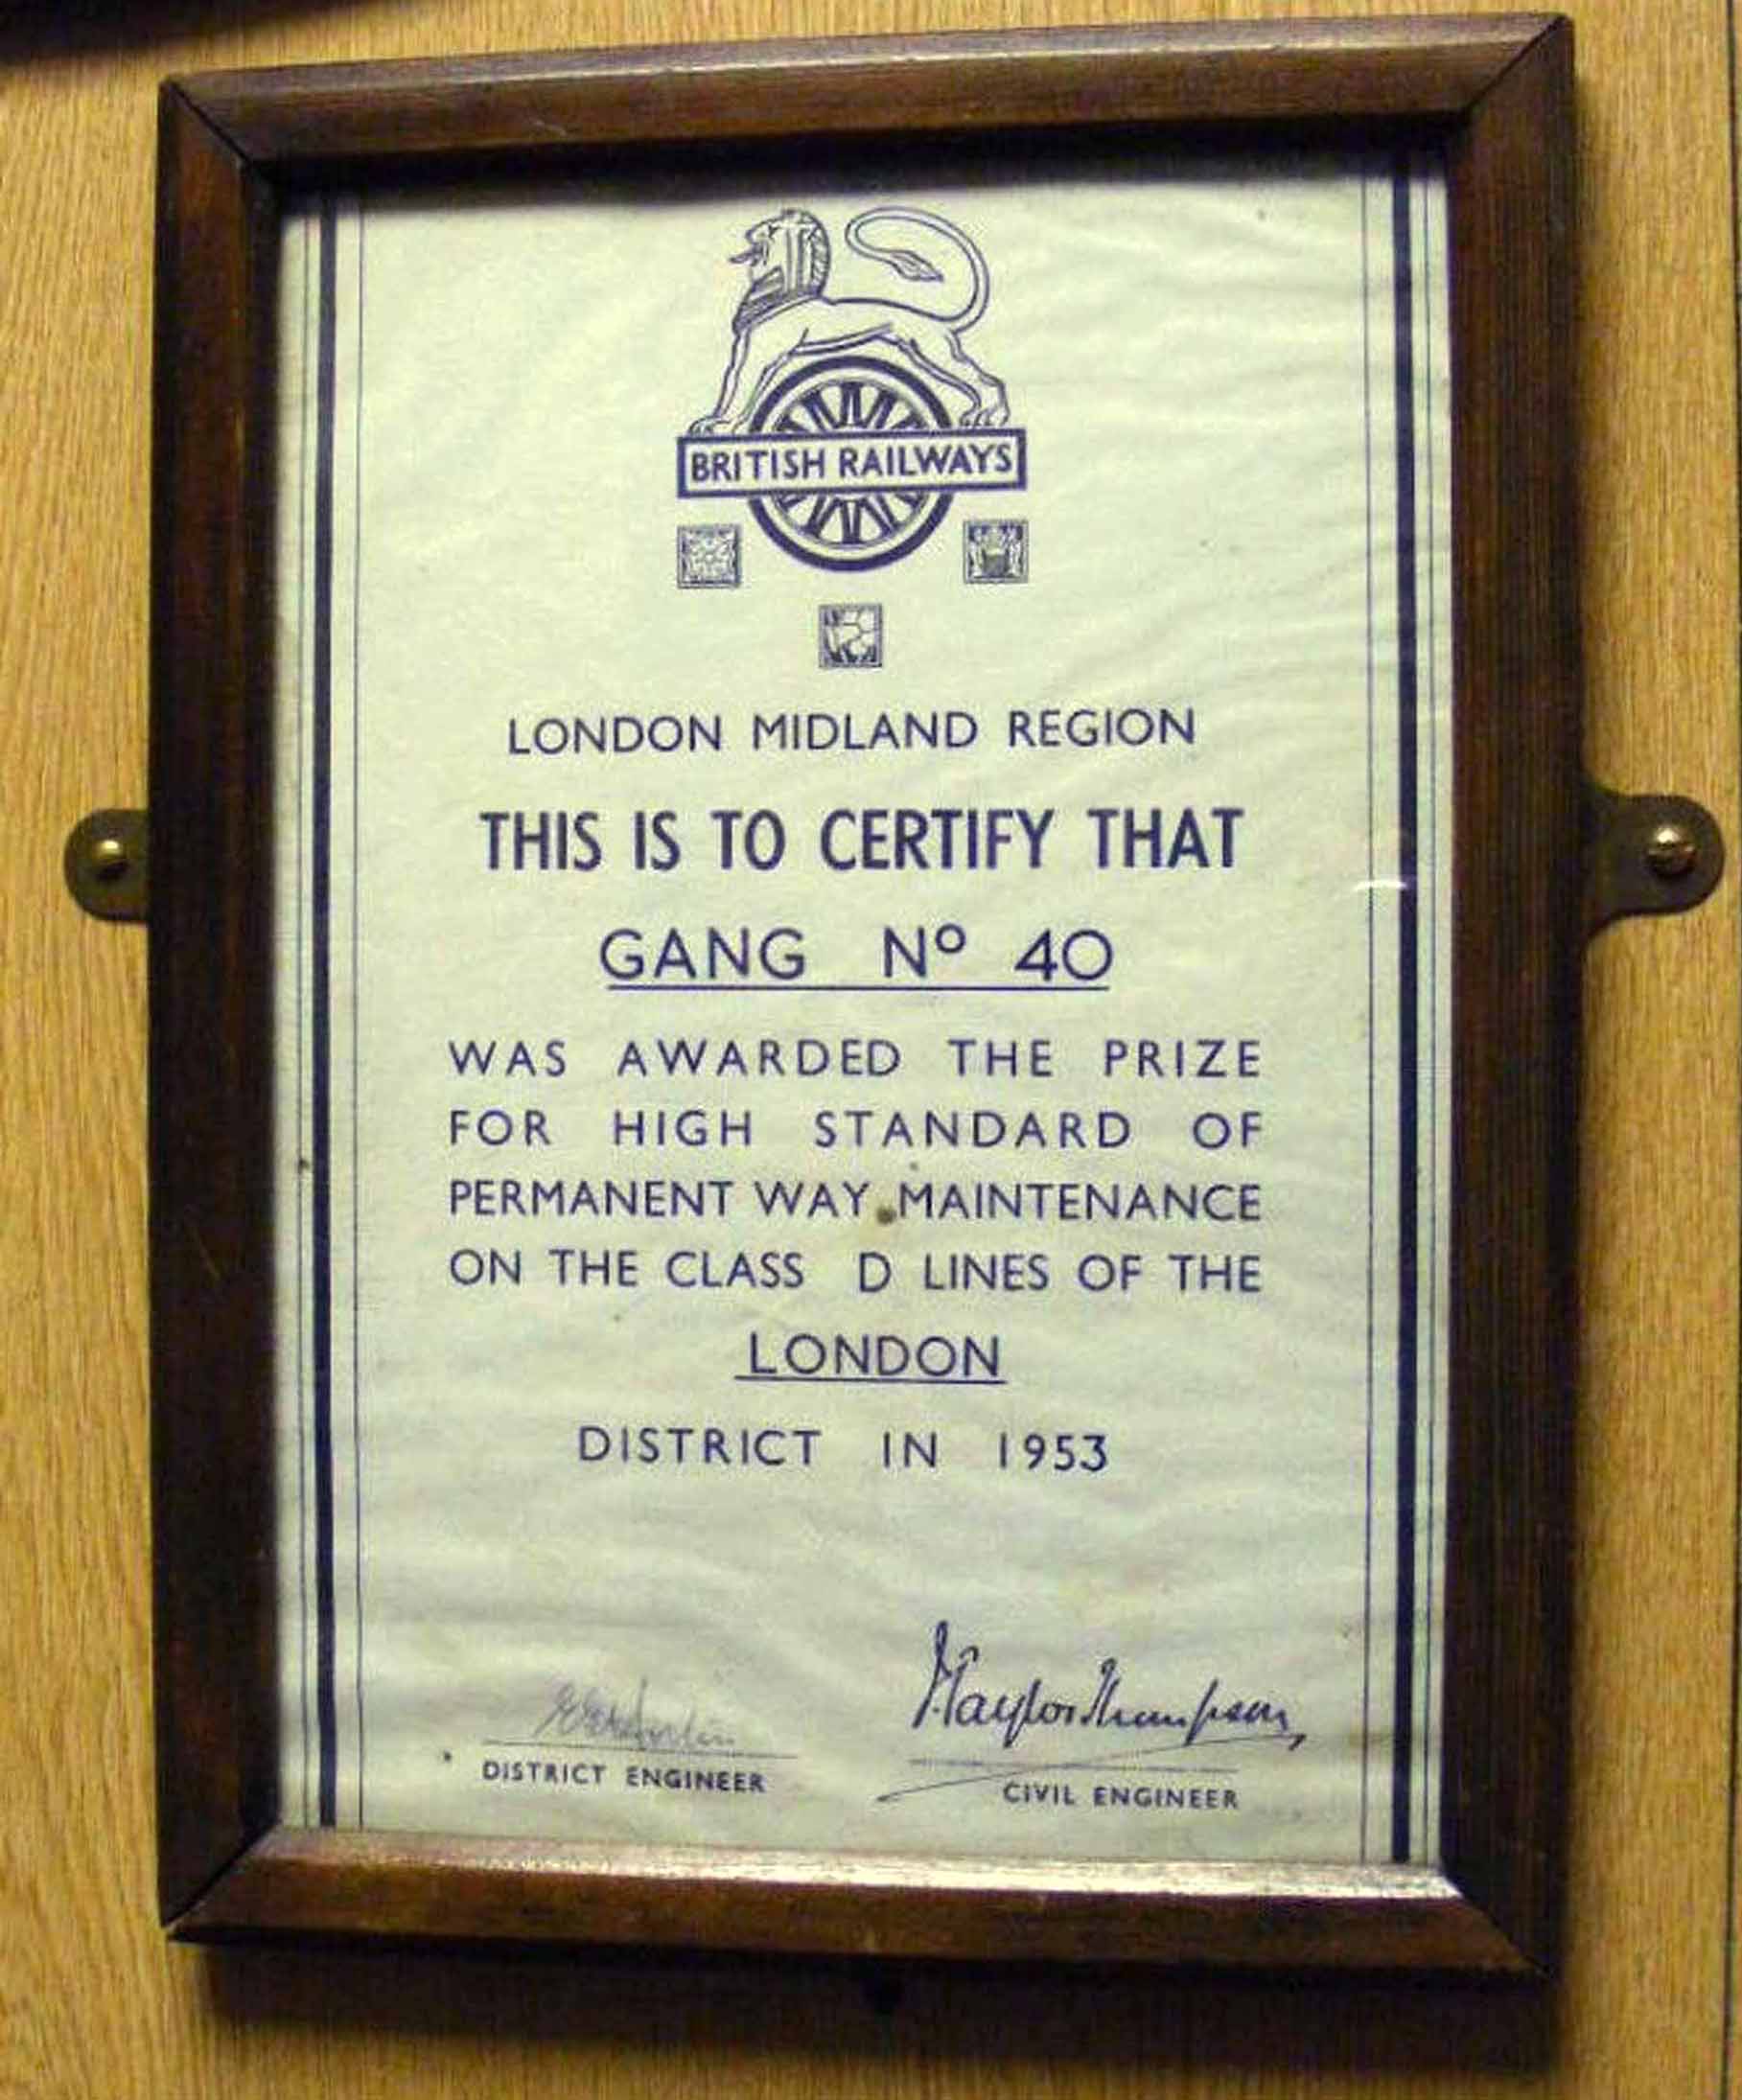 BRITISH RAILWAYS
LONDON MIDLAND REGION
THIS IS TO CERTIFY THAT
GANG Nº 40
WAS AWARDED THE PRIZE
FOR HIGH STANDARD OF
PERMANENT WAY MAINTENANCE
ON THE CLASS D LINES OF THE
LONDON
DISTRICT IN 1953
J. Taylor Thompson
DISTRICT ENGINEER
CIVIL ENGINEER